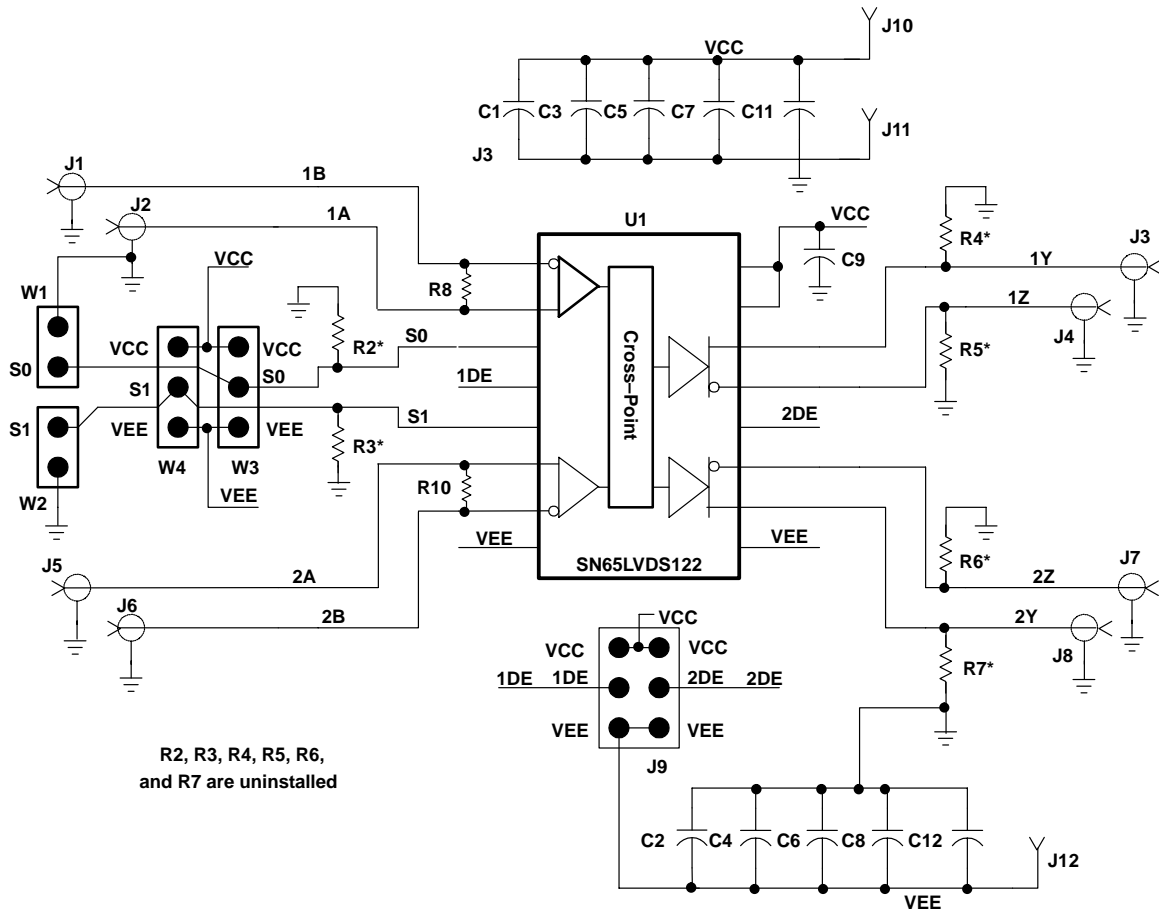 J10
VCC
C1
C3
C5
C7
C11
J11
J3
J1
1B
J2
1A
U1
VCC
C9
R4*
J3
1Y
VCC
R8
W1
1Z
J4
R2*
S0
VCC
VCC
Cross–Point
R5*
S0
S1
S0
1DE
S1
S1
2DE
VEE
VEE
R3*
W4
W3
R10
W2
VEE
VEE
VEE
R6*
J5
2A
SN65LVDS122
2Z
J7
J6
2B
VCC
2Y
VCC
VCC
J8
R7*
1DE
1DE
2DE
2DE
VEE
VEE
R2, R3, R4, R5, R6,
and R7 are uninstalled
J9
C2
C4
C6
C8
C12
J12
VEE